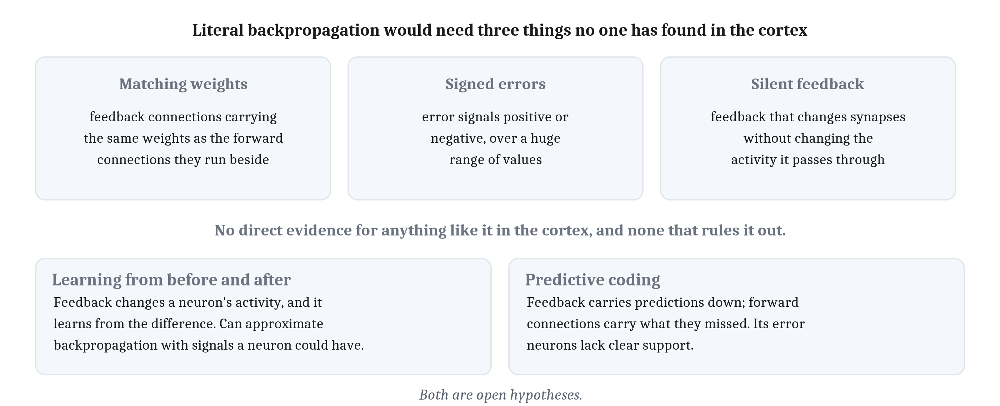 Literal backpropagation would need three things no one has found in the cortex
Matching weights
feedback connections carrying
the same weights as the forward
connections they run beside
Signed errors
error signals positive or
negative, over a huge
range of values
Silent feedback
feedback that changes synapses
without changing the
activity it passes through
No direct evidence for anything like it in the cortex, and none that rules it out.
Learning from before and after
Feedback changes a neuron's activity, and it
learns from the difference. Can approximate
backpropagation with signals a neuron could have.
Predictive coding
Feedback carries predictions down; forward
connections carry what they missed. Its error
neurons lack clear support.
Both are open hypotheses.